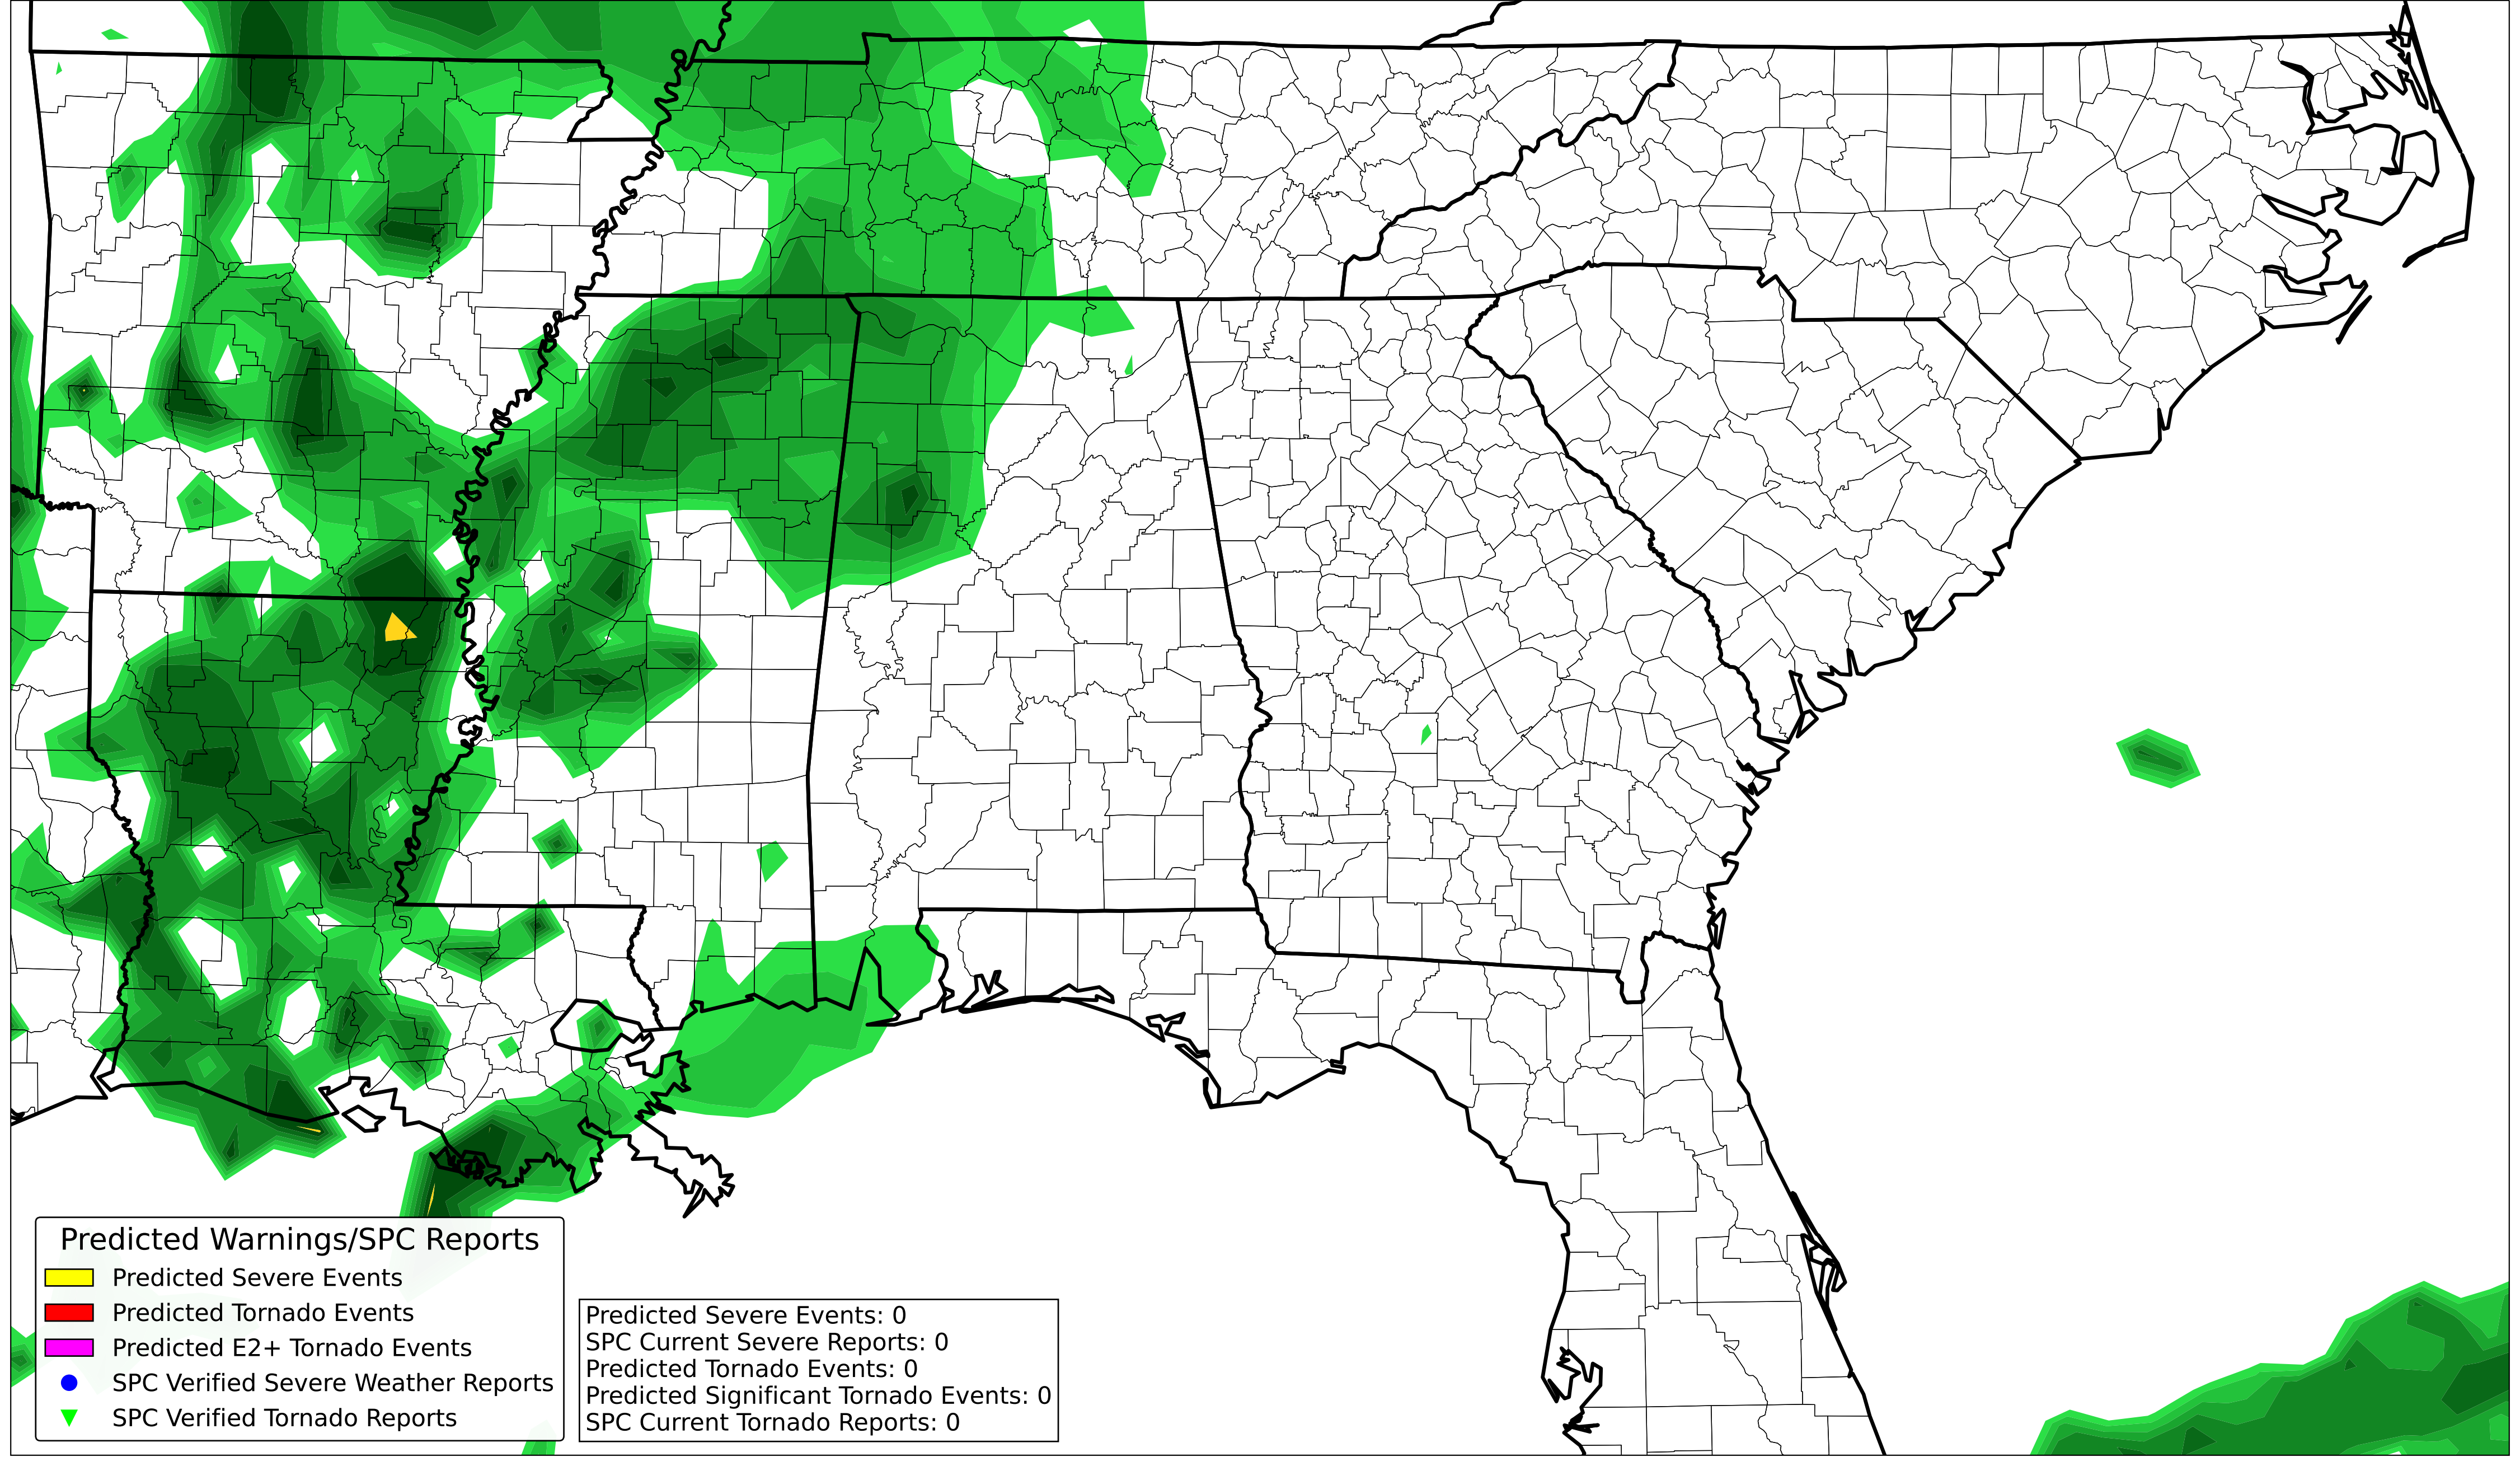 Predicted Warnings/SPC Reports
Predicted Severe Events
Predicted Tornado Events
Predicted E2+ Tornado Events
SPC Verified Severe Weather Reports
SPC Verified Tornado Reports
Predicted Severe Events: 0
SPC Current Severe Reports: 0
Predicted Tornado Events: 0
Predicted Significant Tornado Events: 0
SPC Current Tornado Reports: 0